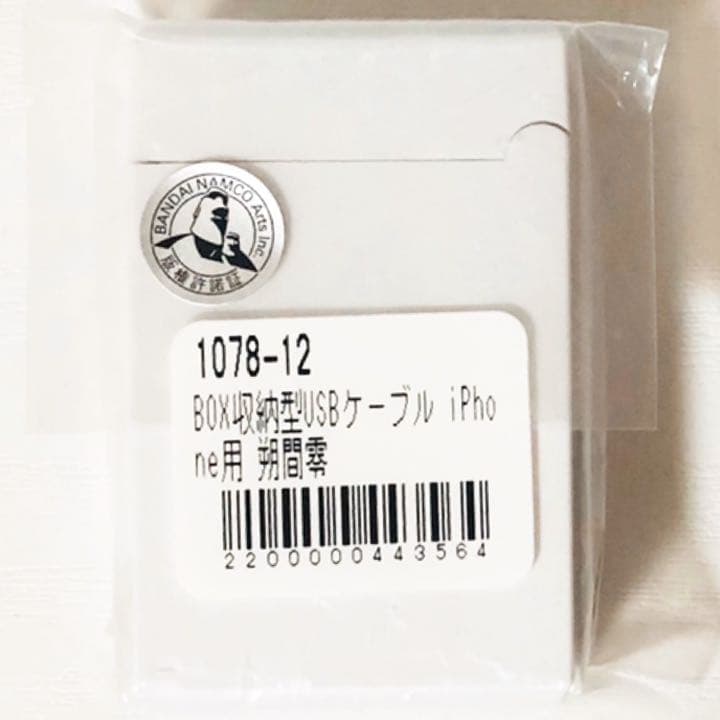 BANDAI NAMCO Arts Inc.
版権許諾証
1078-12
BOX収納型USBケーブル iPho
ne用 朔間零
2200000443564